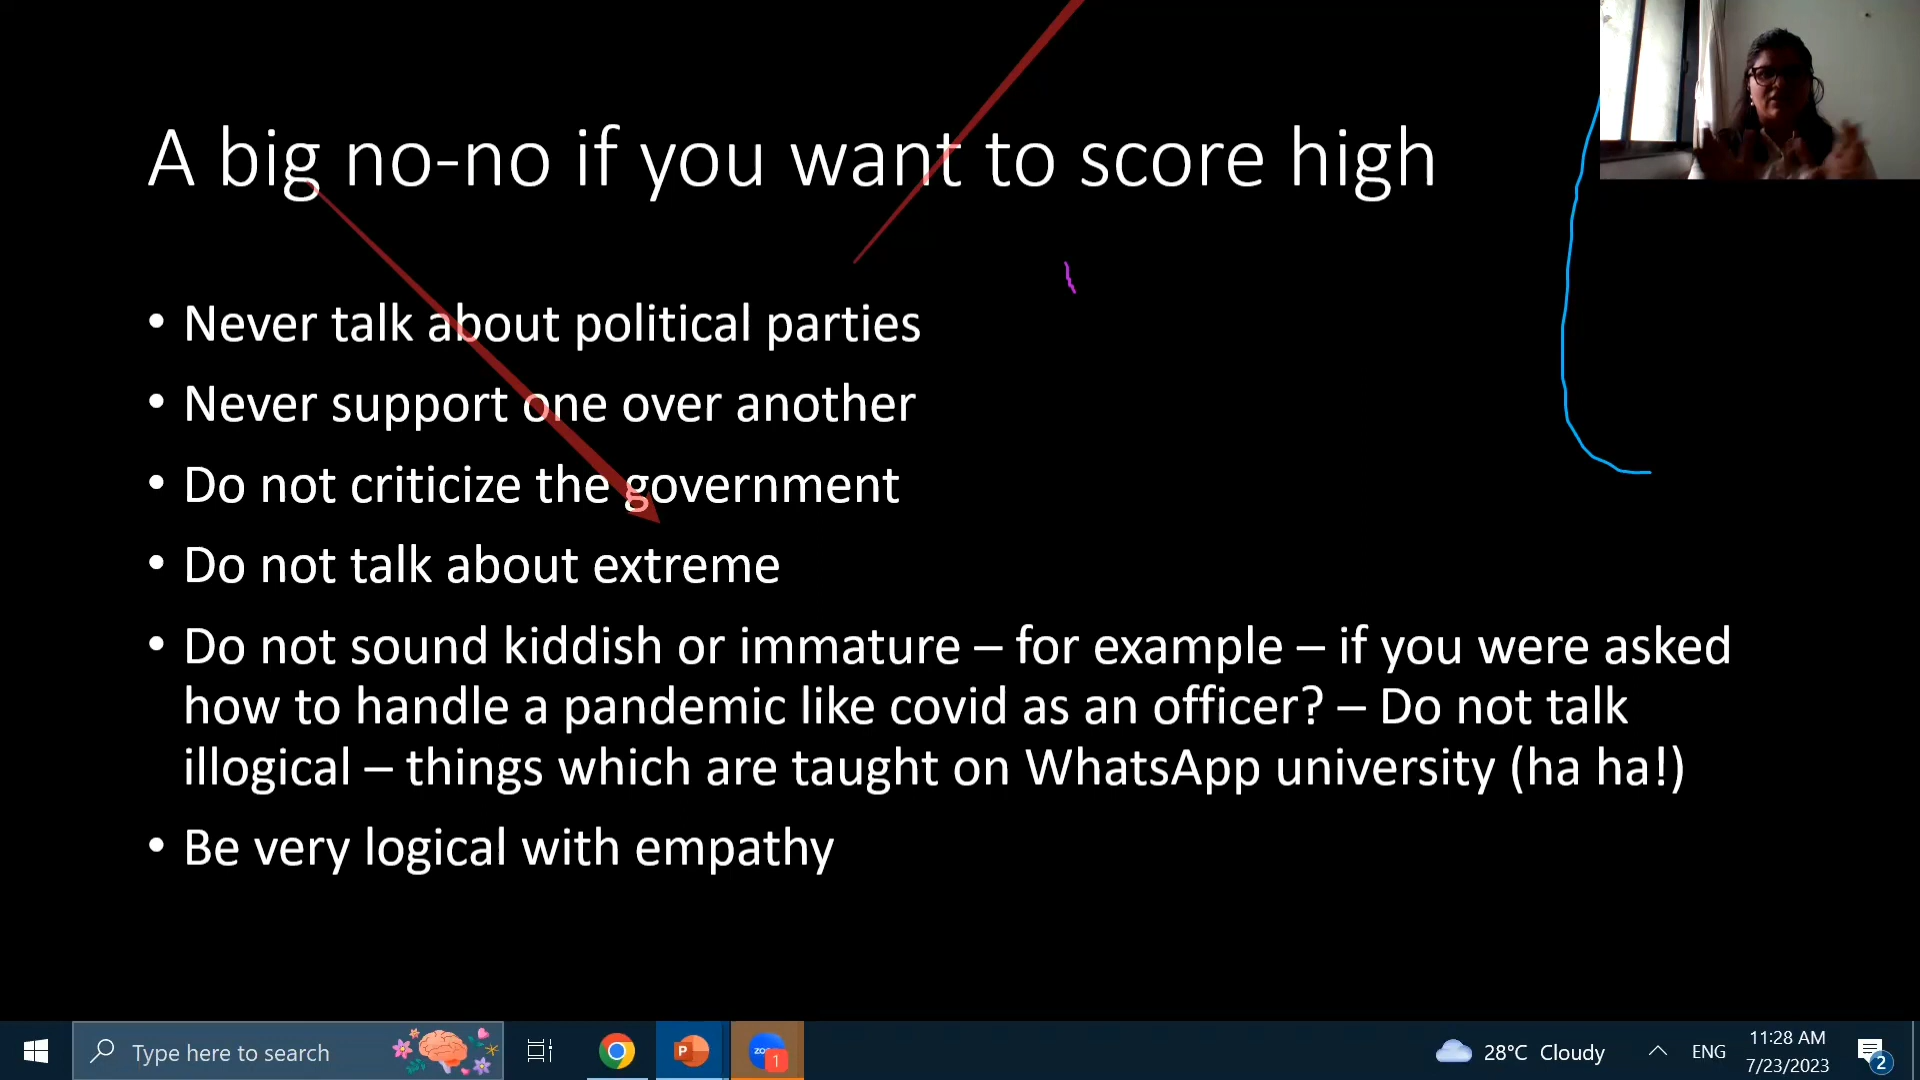 A big no-no if you want to score high
• Never talk about political parties
• Never support one over another
• Do not criticize the government
• Do not talk about extreme
• Do not sound kiddish or immature – for example – if you were asked
how to handle a pandemic like covid as an officer? – Do not talk
illogical – things which are taught on WhatsApp university (ha ha!)
• Be very logical with empathy
Type here to search
P
1
28°C Cloudy
ENG
11:28 AM
7/23/2023
2